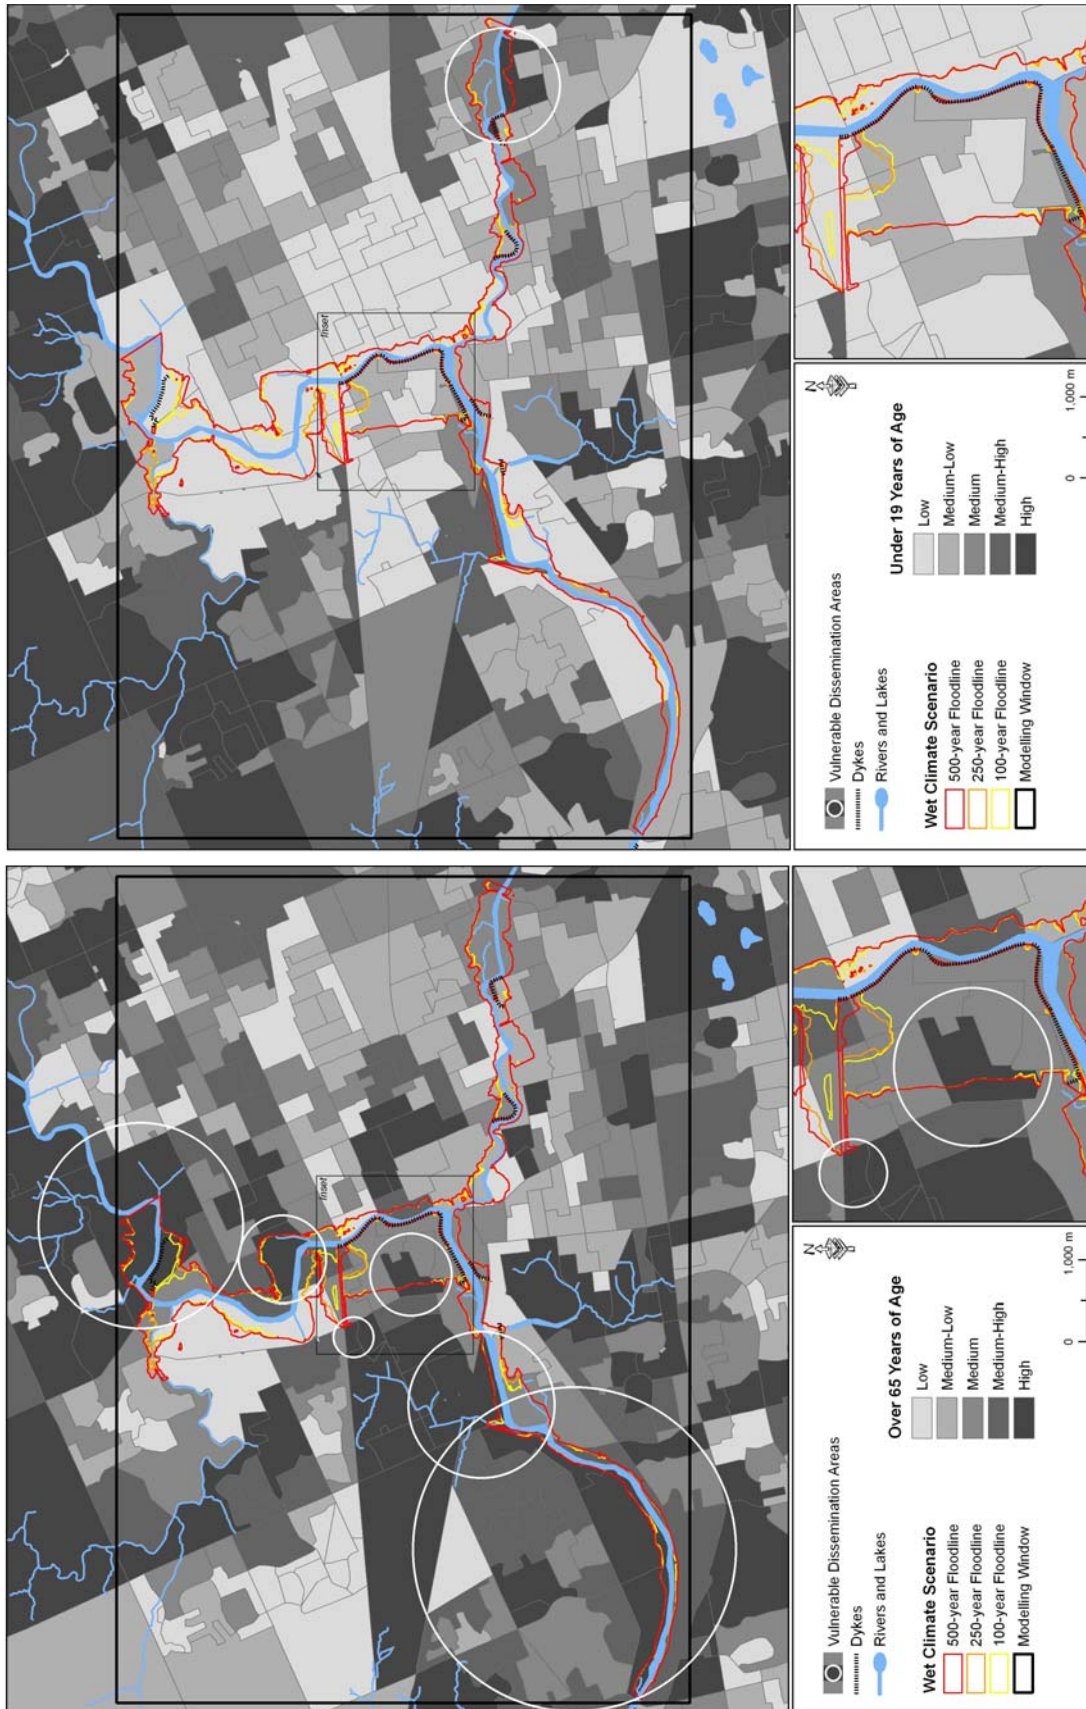 Inset
Vulnerable Dissemination Areas
Dykes
Rivers and Lakes
Wet Climate Scenario
500-year Floodline
250-year Floodline
100-year Floodline
Modelling Window
Over 65 Years of Age
Low
Medium-Low
Medium
Medium-High
High
N
0
1,000 m
Inset
Vulnerable Dissemination Areas
Dykes
Rivers and Lakes
Wet Climate Scenario
500-year Floodline
250-year Floodline
100-year Floodline
Modelling Window
Under 19 Years of Age
Low
Medium-Low
Medium
Medium-High
High
N
0
1,000 m